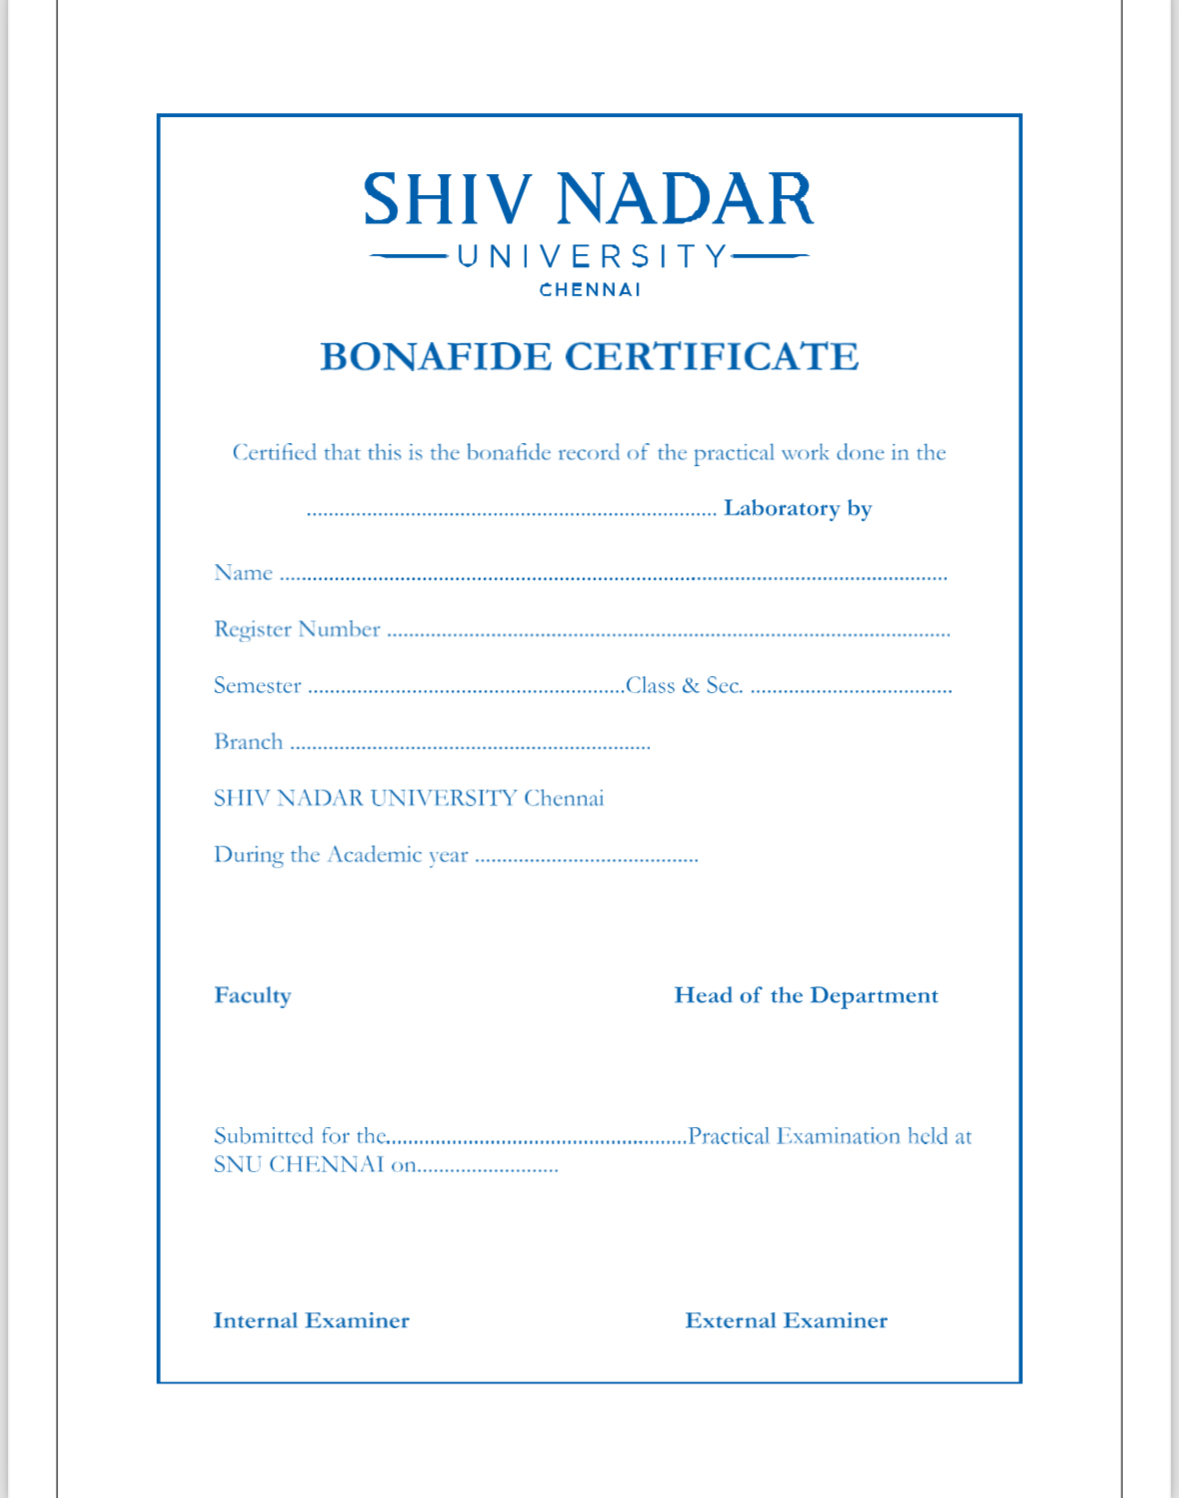 SHIV NADAR
UNIVERSITY
CHENNAI
BONAFIDE CERTIFICATE
Certified that this is the bonafide record of the practical work done in the
........................................................................... Laboratory by
Name ..........................................................................................................................
Register Number .......................................................................................................
Semester ..........................................................Class & Sec. .....................................
Branch ..................................................................
SHIV NADAR UNIVERSITY Chennai
During the Academic year .........................................
Faculty Head of the Department
Submitted for the.......................................................Practical Examination held at
SNU CHENNAI on..........................
Internal Examiner External Examiner